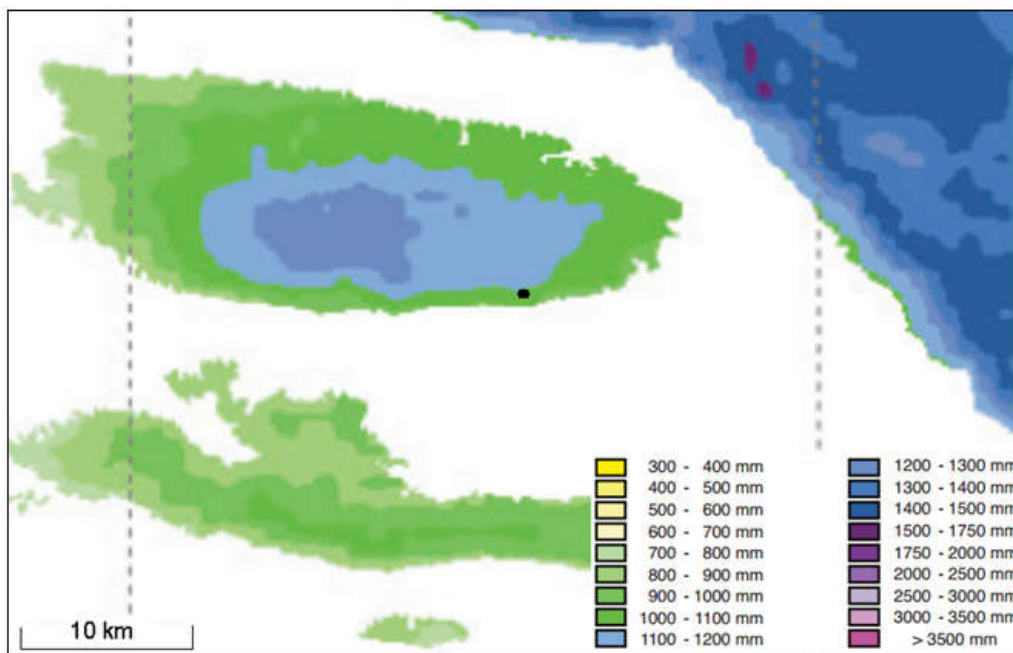 300 - 400 mm
400 - 500 mm
500 - 600 mm
600 - 700 mm
700 - 800 mm
800 - 900 mm
900 - 1000 mm
1000 - 1100 mm
1100 - 1200 mm
1200 - 1300 mm
1300 - 1400 mm
1400 - 1500 mm
1500 - 1750 mm
1750 - 2000 mm
2000 - 2500 mm
2500 - 3000 mm
3000 - 3500 mm
> 3500 mm
10 km